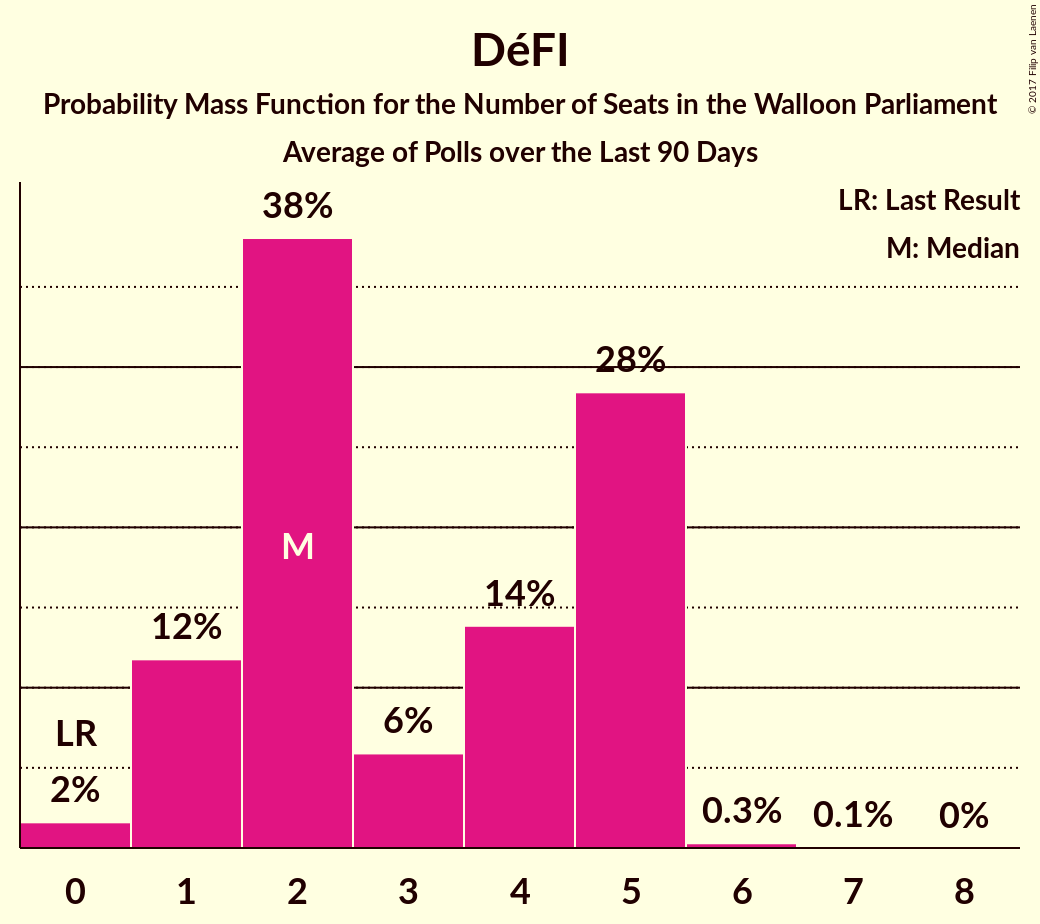 DéFI
Probability Mass Function for the Number of Seats in the Walloon Parliament
Average of Polls over the Last 90 Days
© 2017 Filip van Laenen
LR: Last Result
M: Median
38%
28%
M
14%
12%
LR
6%
2%
0.3%
0.1%
0%
0 1 2 3 4 5 6 7 8